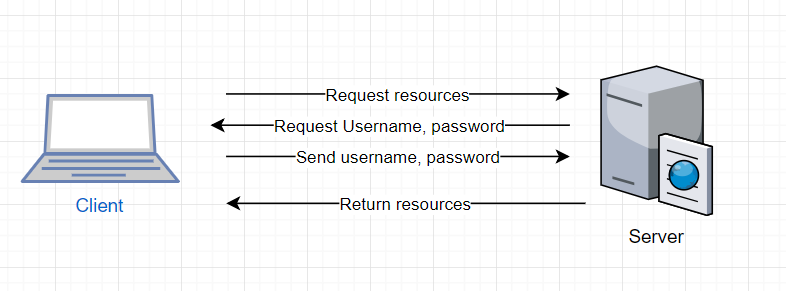 Request resources
Request Username, password
Send username, password
Return resources
Client
Server